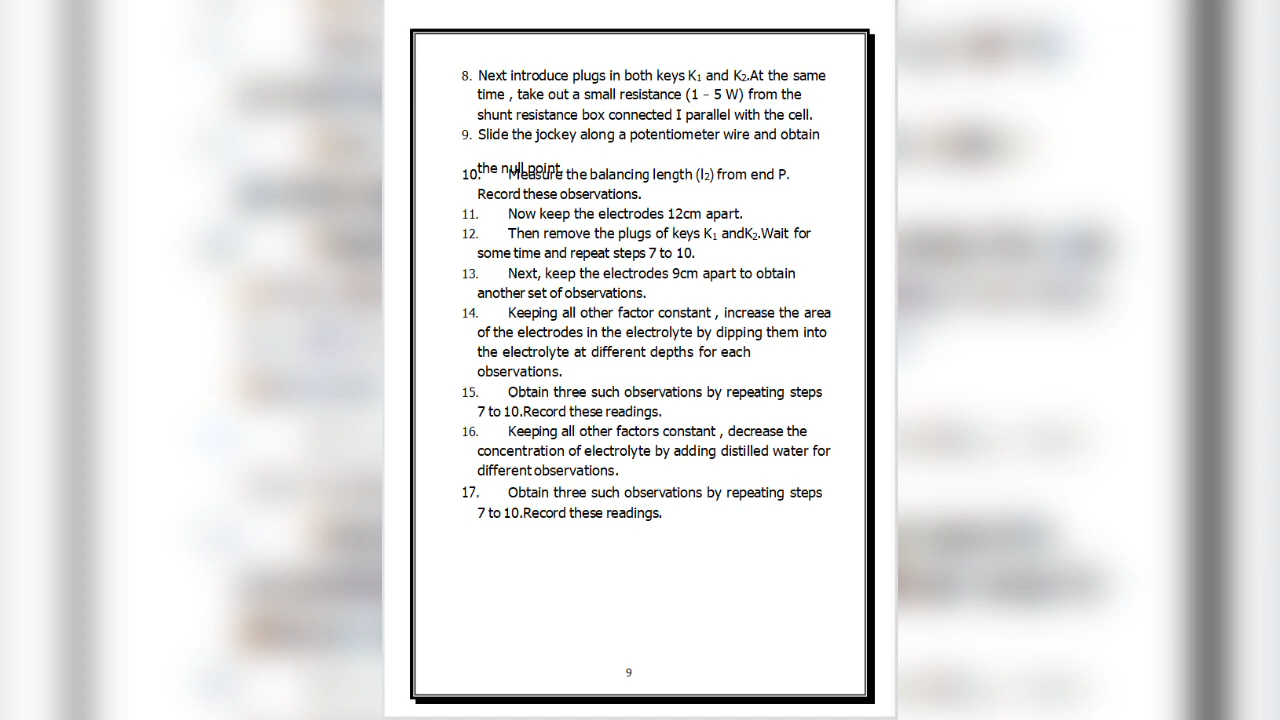 8. Next introduce plugs in both keys K₁ and K₂.At the same
time , take out a small resistance (1 – 5 W) from the
shunt resistance box connected I parallel with the cell.
9. Slide the jockey along a potentiometer wire and obtain
the null point.
10. Measure the balancing length (l₂) from end P.
Record these observations.
11. Now keep the electrodes 12cm apart.
12. Then remove the plugs of keys K₁ andK₂.Wait for
some time and repeat steps 7 to 10.
13. Next, keep the electrodes 9cm apart to obtain
another set of observations.
14. Keeping all other factor constant , increase the area
of the electrodes in the electrolyte by dipping them into
the electrolyte at different depths for each
observations.
15. Obtain three such observations by repeating steps
7 to 10.Record these readings.
16. Keeping all other factors constant , decrease the
concentration of electrolyte by adding distilled water for
different observations.
17. Obtain three such observations by repeating steps
7 to 10.Record these readings.
9